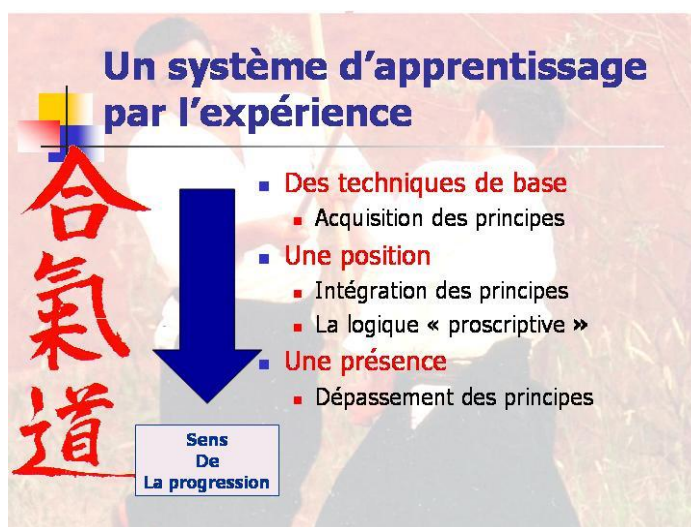 Un système d'apprentissage
par l'expérience
合
氣
道
Des techniques de base
Acquisition des principes
Une position
Intégration des principes
La logique « proscriptive »
Une présence
Dépassement des principes
Sens
De
La progression